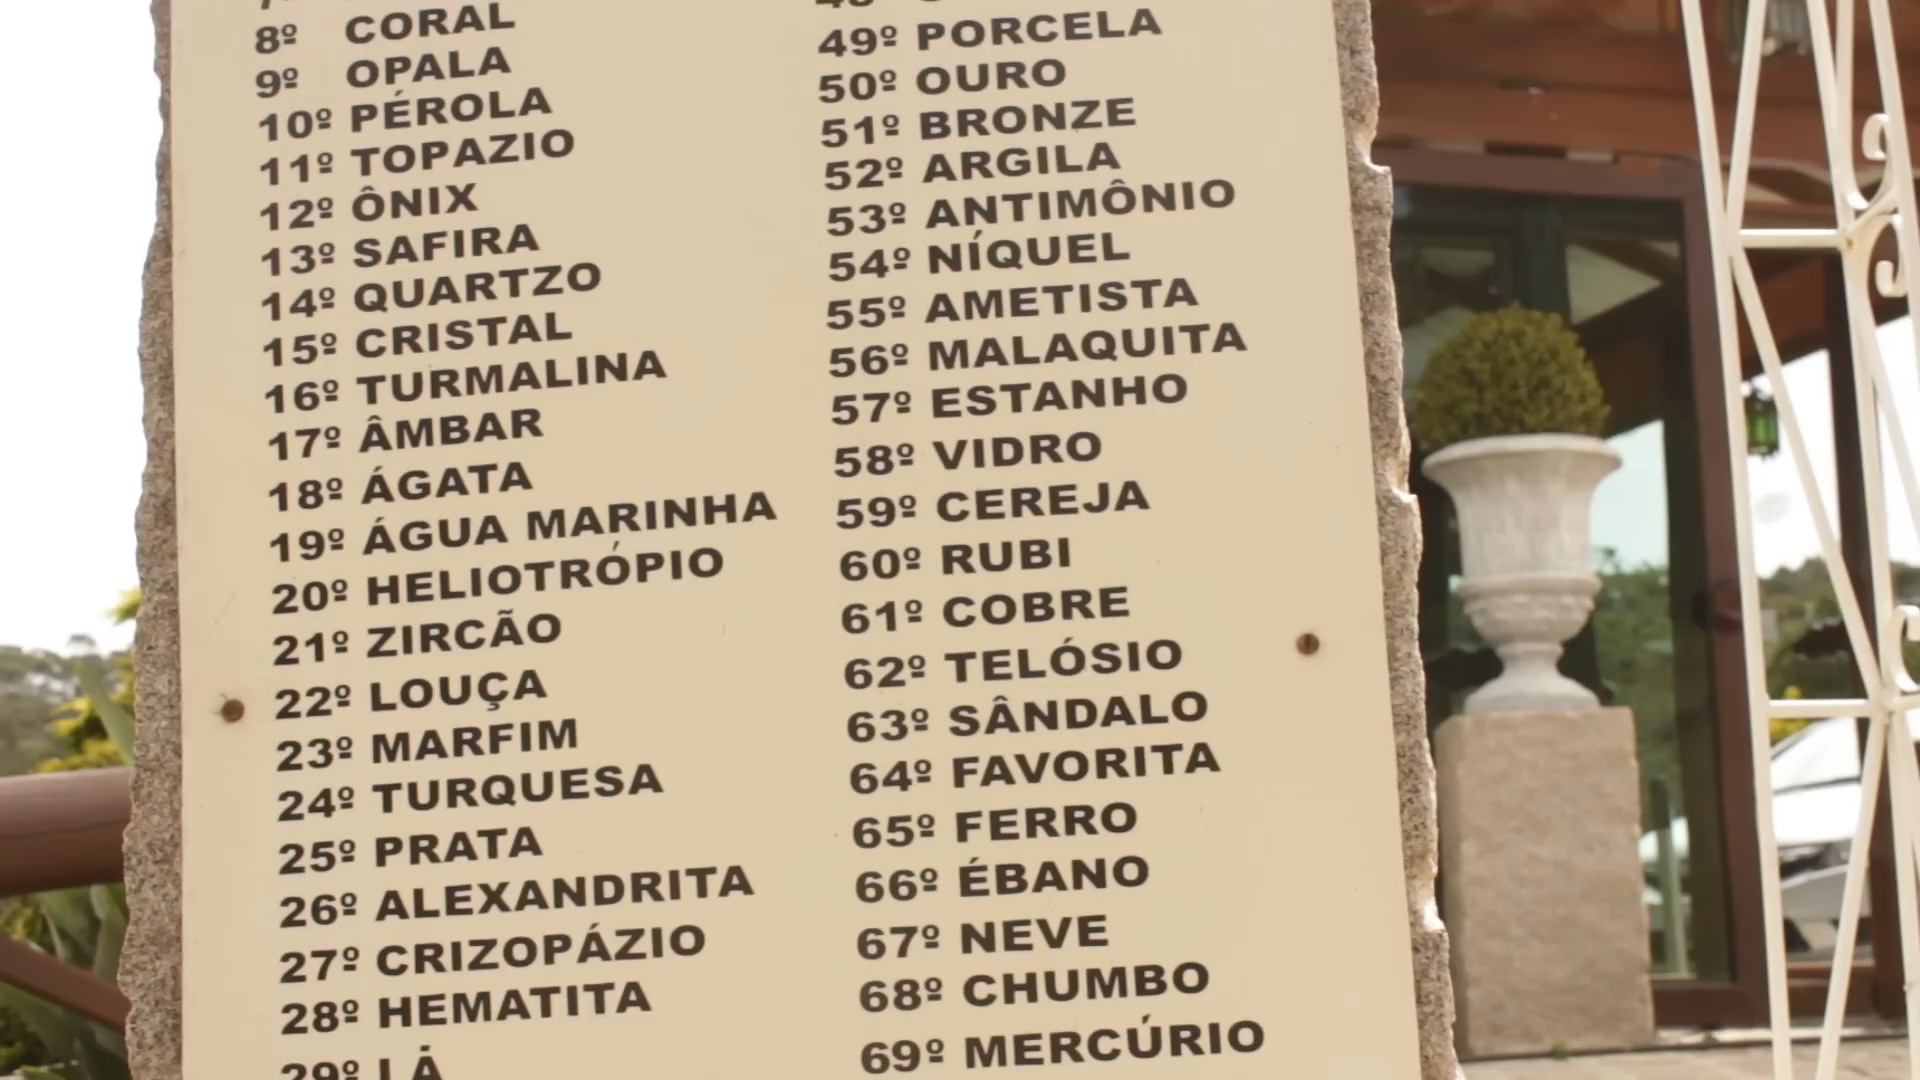 8º CORAL
9º OPALA
10º PÉROLA
11º TOPAZIO
12º ÔNIX
13º SAFIRA
14º QUARTZO
15º CRISTAL
16º TURMALINA
17º ÂMBAR
18º ÁGATA
19º ÁGUA MARINHA
20º HELIOTRÓPIO
21º ZIRCÃO
22º LOUÇA
23º MARFIM
24º TURQUESA
25º PRATA
26º ALEXANDRITA
27º CRIZOPÁZIO
28º HEMATITA
29º LÃ
49º PORCELA
50º OURO
51º BRONZE
52º ARGILA
53º ANTIMÔNIO
54º NÍQUEL
55º AMETISTA
56º MALAQUITA
57º ESTANHO
58º VIDRO
59º CEREJA
60º RUBI
61º COBRE
62º TELÓSIO
63º SÂNDALO
64º FAVORITA
65º FERRO
66º ÉBANO
67º NEVE
68º CHUMBO
69º MERCÚRIO